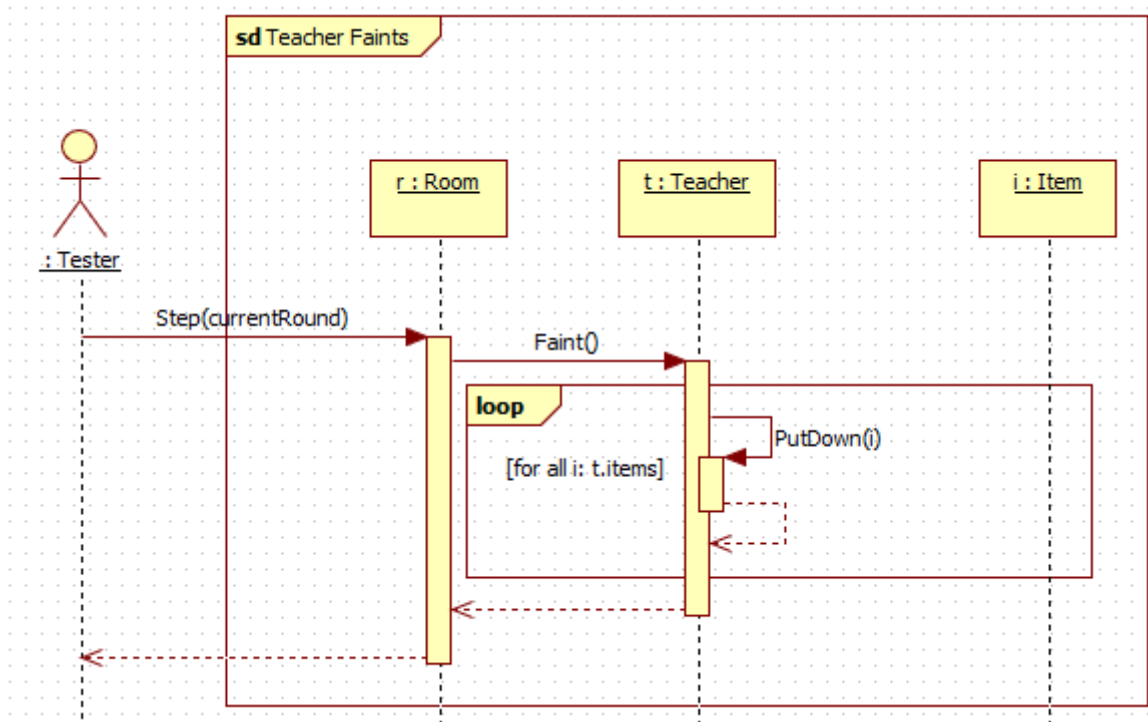 sd Teacher Faints
r : Room
t : Teacher
i : Item
: Tester
Step(currentRound)
Faint()
loop
PutDown(i)
[for all i: t.items]